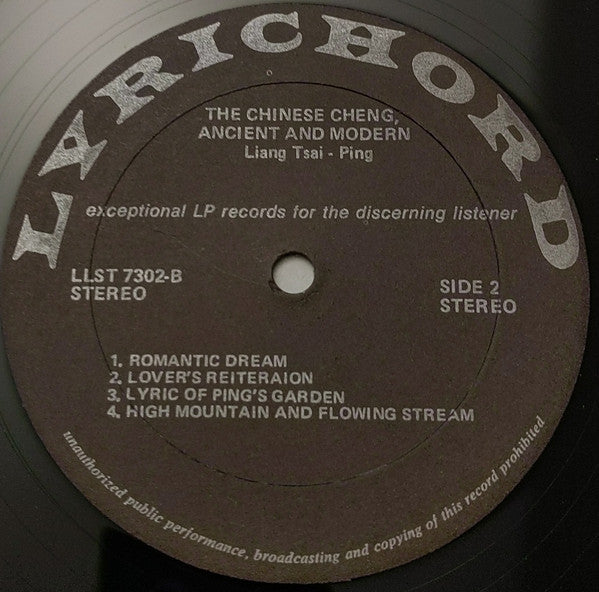 LYRICHORD
THE CHINESE CHENG,
ANCIENT AND MODERN
Liang Tsai - Ping
exceptional LP records for the discerning listener
LLST 7302-B
STEREO
SIDE 2
STEREO
1. ROMANTIC DREAM
2. LOVER'S REITERAION
3. LYRIC OF PING'S GARDEN
4. HIGH MOUNTAIN AND FLOWING STREAM
unauthorized public performance, broadcasting and copying of this record prohibited